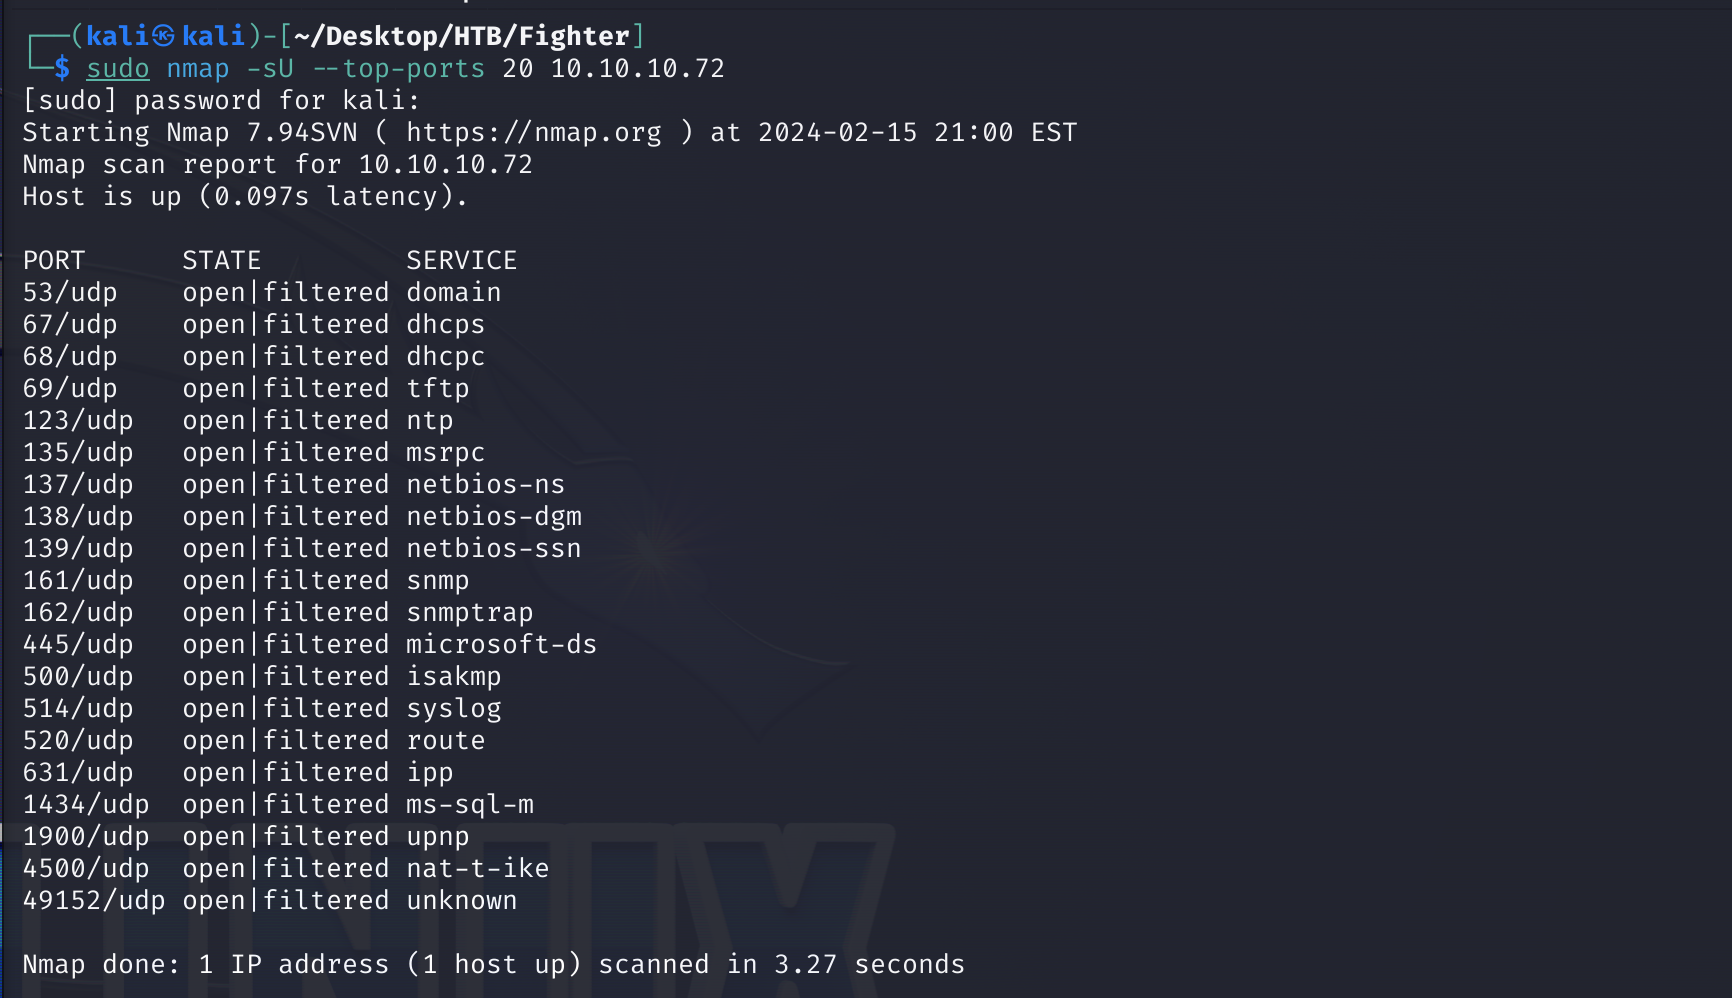 ┌──(kali㉿kali)-[~/Desktop/HTB/Fighter]
└─$ sudo nmap -sU --top-ports 20 10.10.10.72
[sudo] password for kali:
Starting Nmap 7.94SVN ( https://nmap.org ) at 2024-02-15 21:00 EST
Nmap scan report for 10.10.10.72
Host is up (0.097s latency).

PORT      STATE         SERVICE
53/udp    open|filtered domain
67/udp    open|filtered dhcps
68/udp    open|filtered dhcpc
69/udp    open|filtered tftp
123/udp   open|filtered ntp
135/udp   open|filtered msrpc
137/udp   open|filtered netbios-ns
138/udp   open|filtered netbios-dgm
139/udp   open|filtered netbios-ssn
161/udp   open|filtered snmp
162/udp   open|filtered snmptrap
445/udp   open|filtered microsoft-ds
500/udp   open|filtered isakmp
514/udp   open|filtered syslog
520/udp   open|filtered route
631/udp   open|filtered ipp
1434/udp  open|filtered ms-sql-m
1900/udp  open|filtered upnp
4500/udp  open|filtered nat-t-ike
49152/udp open|filtered unknown

Nmap done: 1 IP address (1 host up) scanned in 3.27 seconds